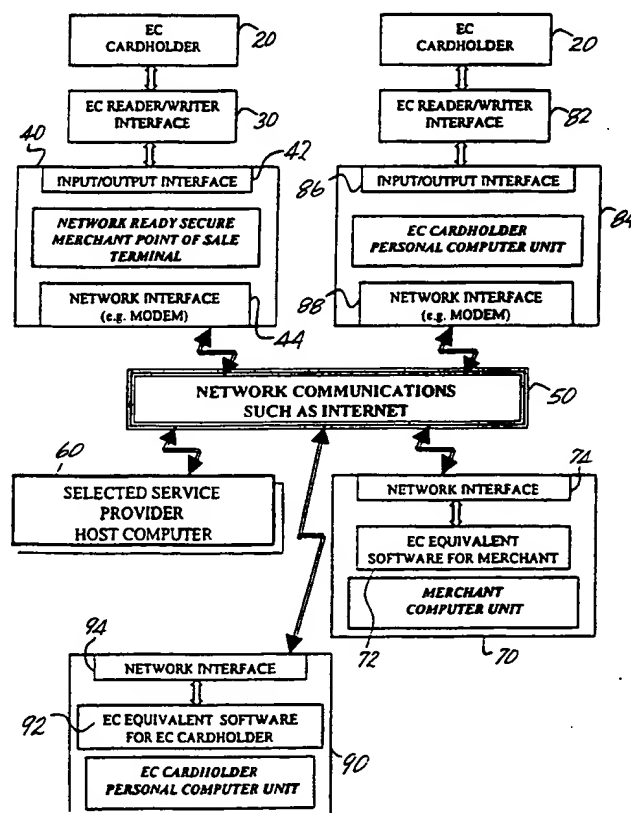 EC
CARDHOLDER
20
EC READER/WRITER
INTERFACE
30
40
42
INPUT/OUTPUT INTERFACE
NETWORK READY SECURE
MERCHANT POINT OF SALE
TERMINAL
NETWORK INTERFACE
(e.g. MODEM)
44
EC
CARDHOLDER
20
EC READER/WRITER
INTERFACE
82
86
INPUT/OUTPUT INTERFACE
84
EC CARDHOLDER
PERSONAL COMPUTER UNIT
88
NETWORK INTERFACE
(e.g. MODEM)
NETWORK COMMUNICATIONS
SUCH AS INTERNET
50
60
SELECTED SERVICE
PROVIDER
HOST COMPUTER
74
NETWORK INTERFACE
EC EQUIVALENT
SOFTWARE FOR MERCHANT
MERCHANT
COMPUTER UNIT
72
70
94
NETWORK INTERFACE
92
EC EQUIVALENT SOFTWARE
FOR EC CARDHOLDER
90
EC CARDHOLDER
PERSONAL COMPUTER UNIT